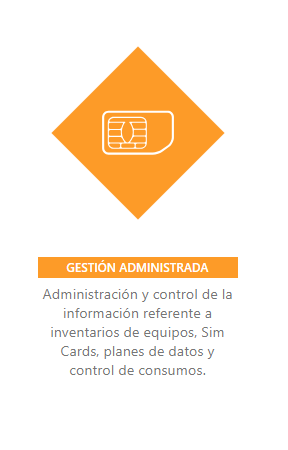 GESTIÓN ADMINISTRADA
Administración y control de la
información referente a
inventarios de equipos, Sim
Cards, planes de datos y
control de consumos.